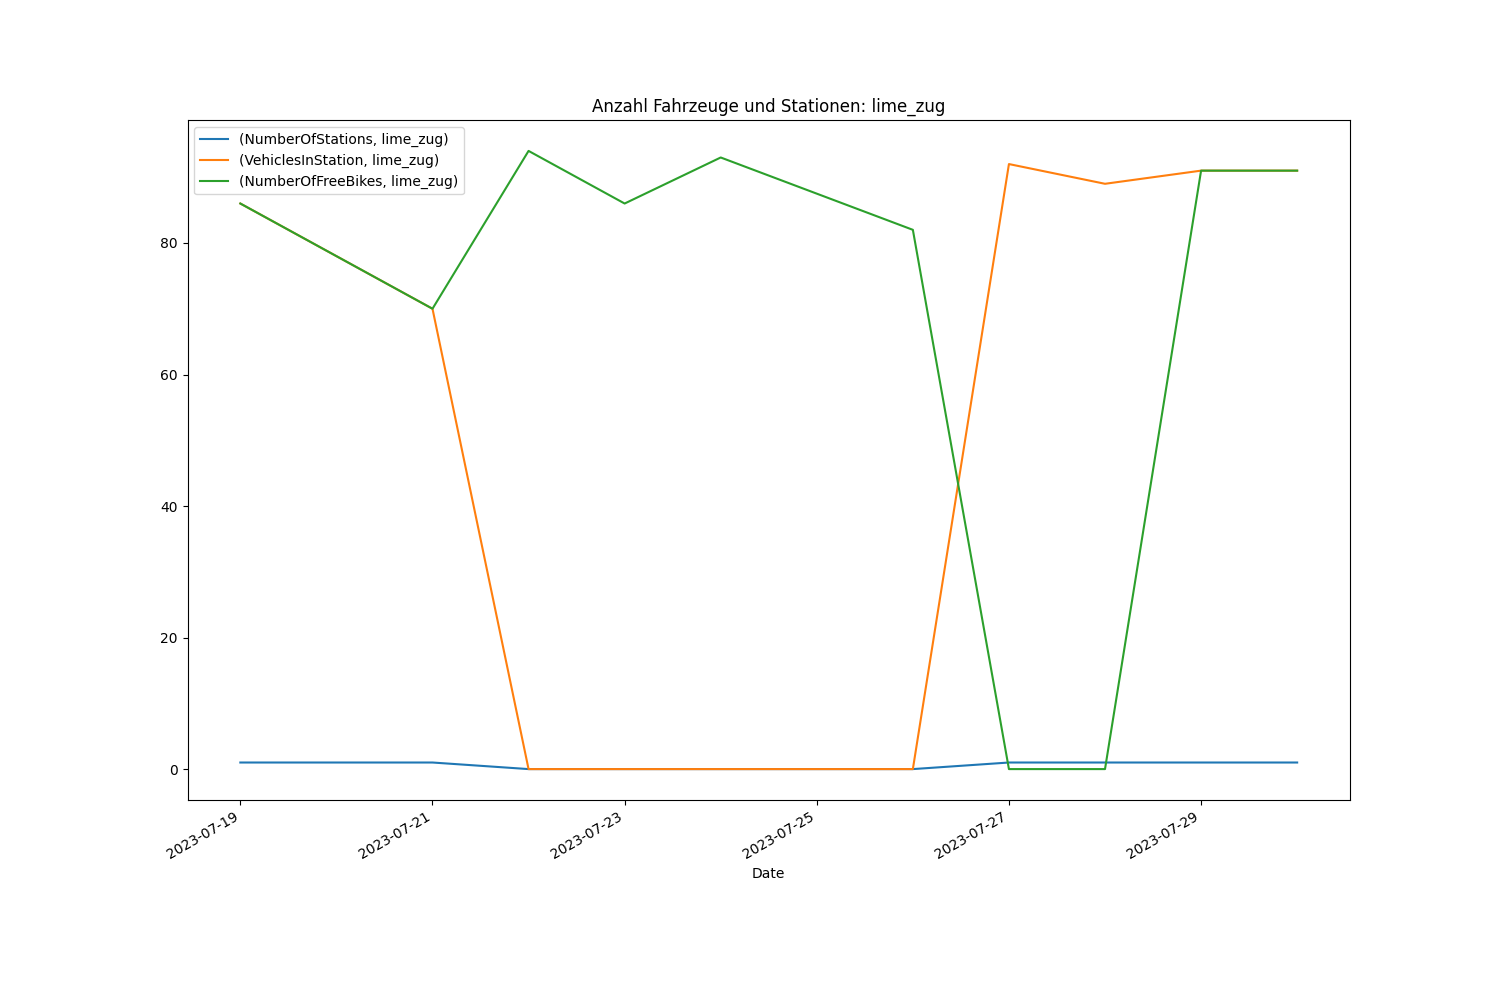 Anzahl Fahrzeuge und Stationen: lime_zug
(NumberOfStations, lime_zug)
(VehiclesInStation, lime_zug)
(NumberOfFreeBikes, lime_zug)
80
60
40
20
0
2023-07-19
2023-07-21
2023-07-23
2023-07-25
2023-07-27
2023-07-29
Date